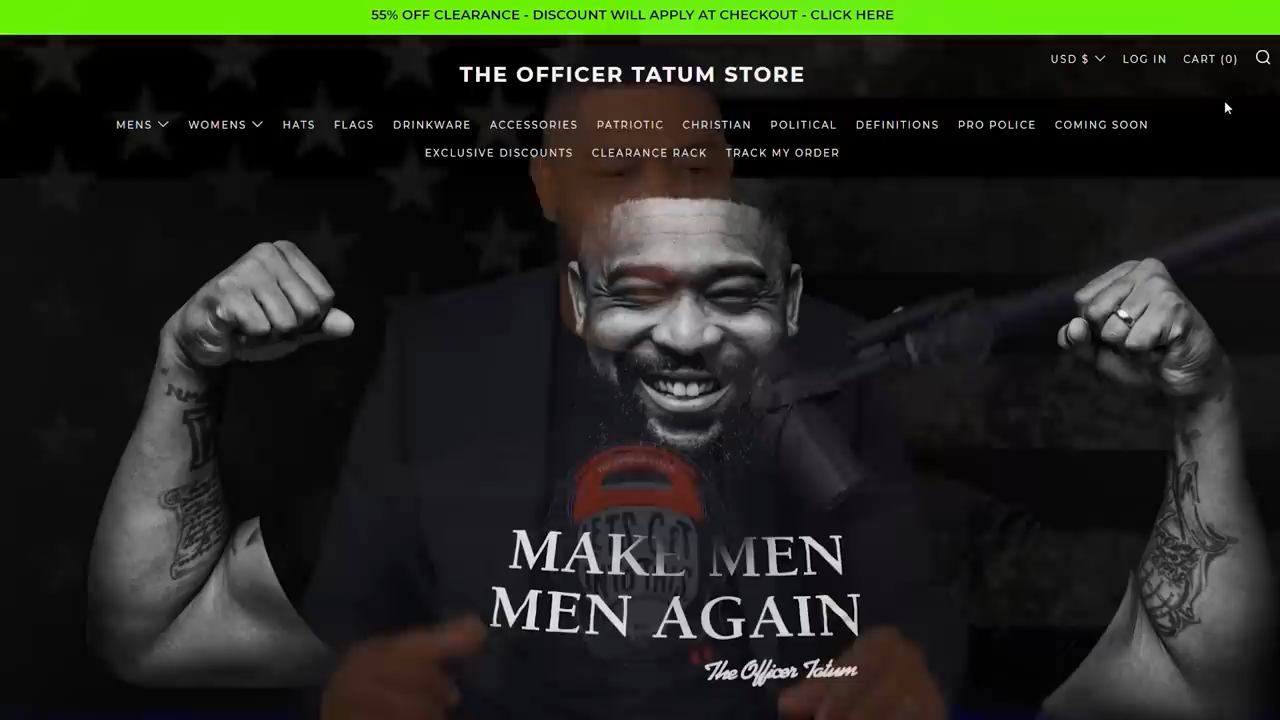 55% OFF CLEARANCE - DISCOUNT WILL APPLY AT CHECKOUT - CLICK HERE
USD $ LOG IN CART (0)
THE OFFICER TATUM STORE
MENS WOMENS HATS FLAGS DRINKWARE ACCESSORIES PATRIOTIC CHRISTIAN POLITICAL DEFINITIONS PRO POLICE COMING SOON
EXCLUSIVE DISCOUNTS CLEARANCE RACK TRACK MY ORDER
LETS GET
MAKE MEN
MEN AGAIN
The Officer Tatum